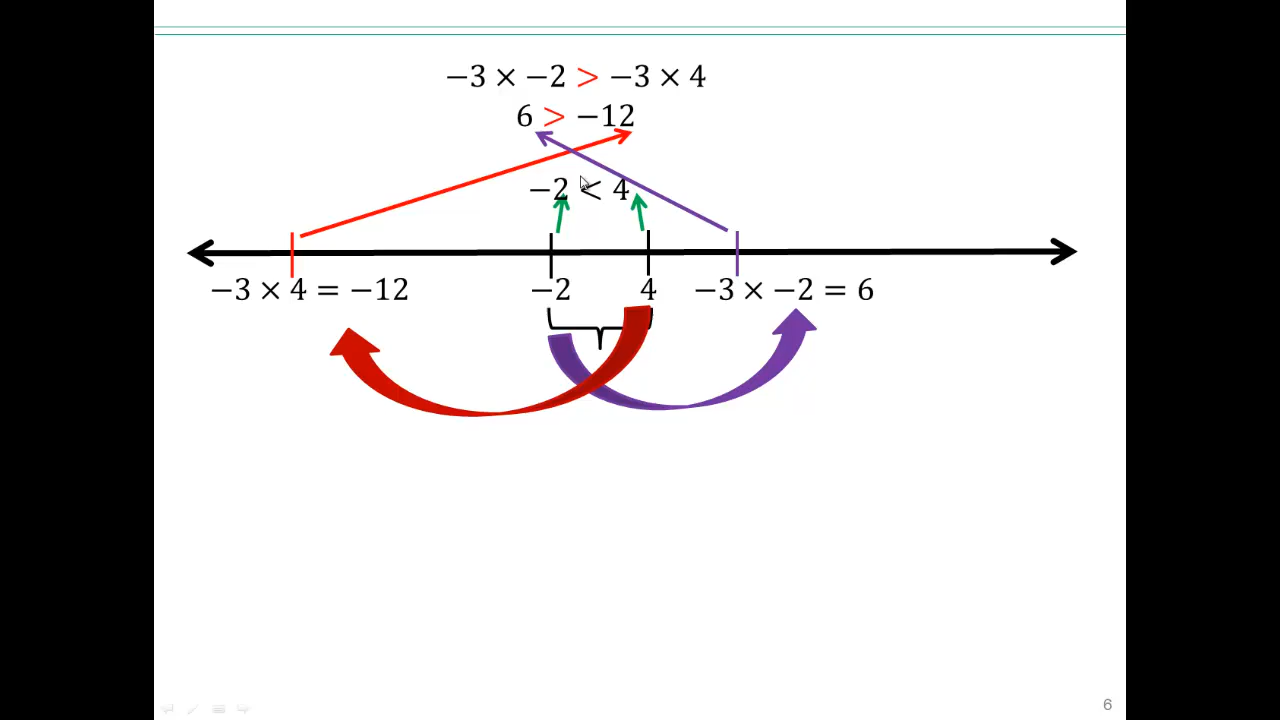 −3 × −2 > −3 × 4
6 > −12
−2 < 4
−3 × 4 = −12 −2 4 −3 × −2 = 6
6